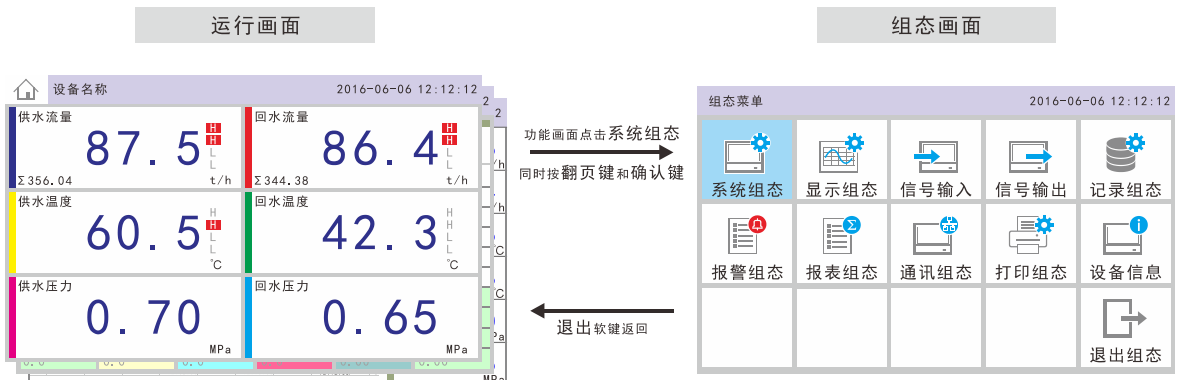 运行画面
组态画面
设备名称 2016-06-06 12:12:12
供水流量 87.5 H H L L Σ356.04 t/h
回水流量 86.4 H H L L Σ344.38 t/h
供水温度 60.5 H H L L ℃
回水温度 42.3 H H L L ℃
供水压力 0.70 MPa
回水压力 0.65 MPa
2
2
/h
/h
℃
℃
Pa
MPa
功能画面点击系统组态
同时按翻页键和确认键
退出软键返回
组态菜单 2016-06-06 12:12:12
系统组态 显示组态 信号输入 信号输出 记录组态
报警组态 报表组态 通讯组态 打印组态 设备信息
退出组态